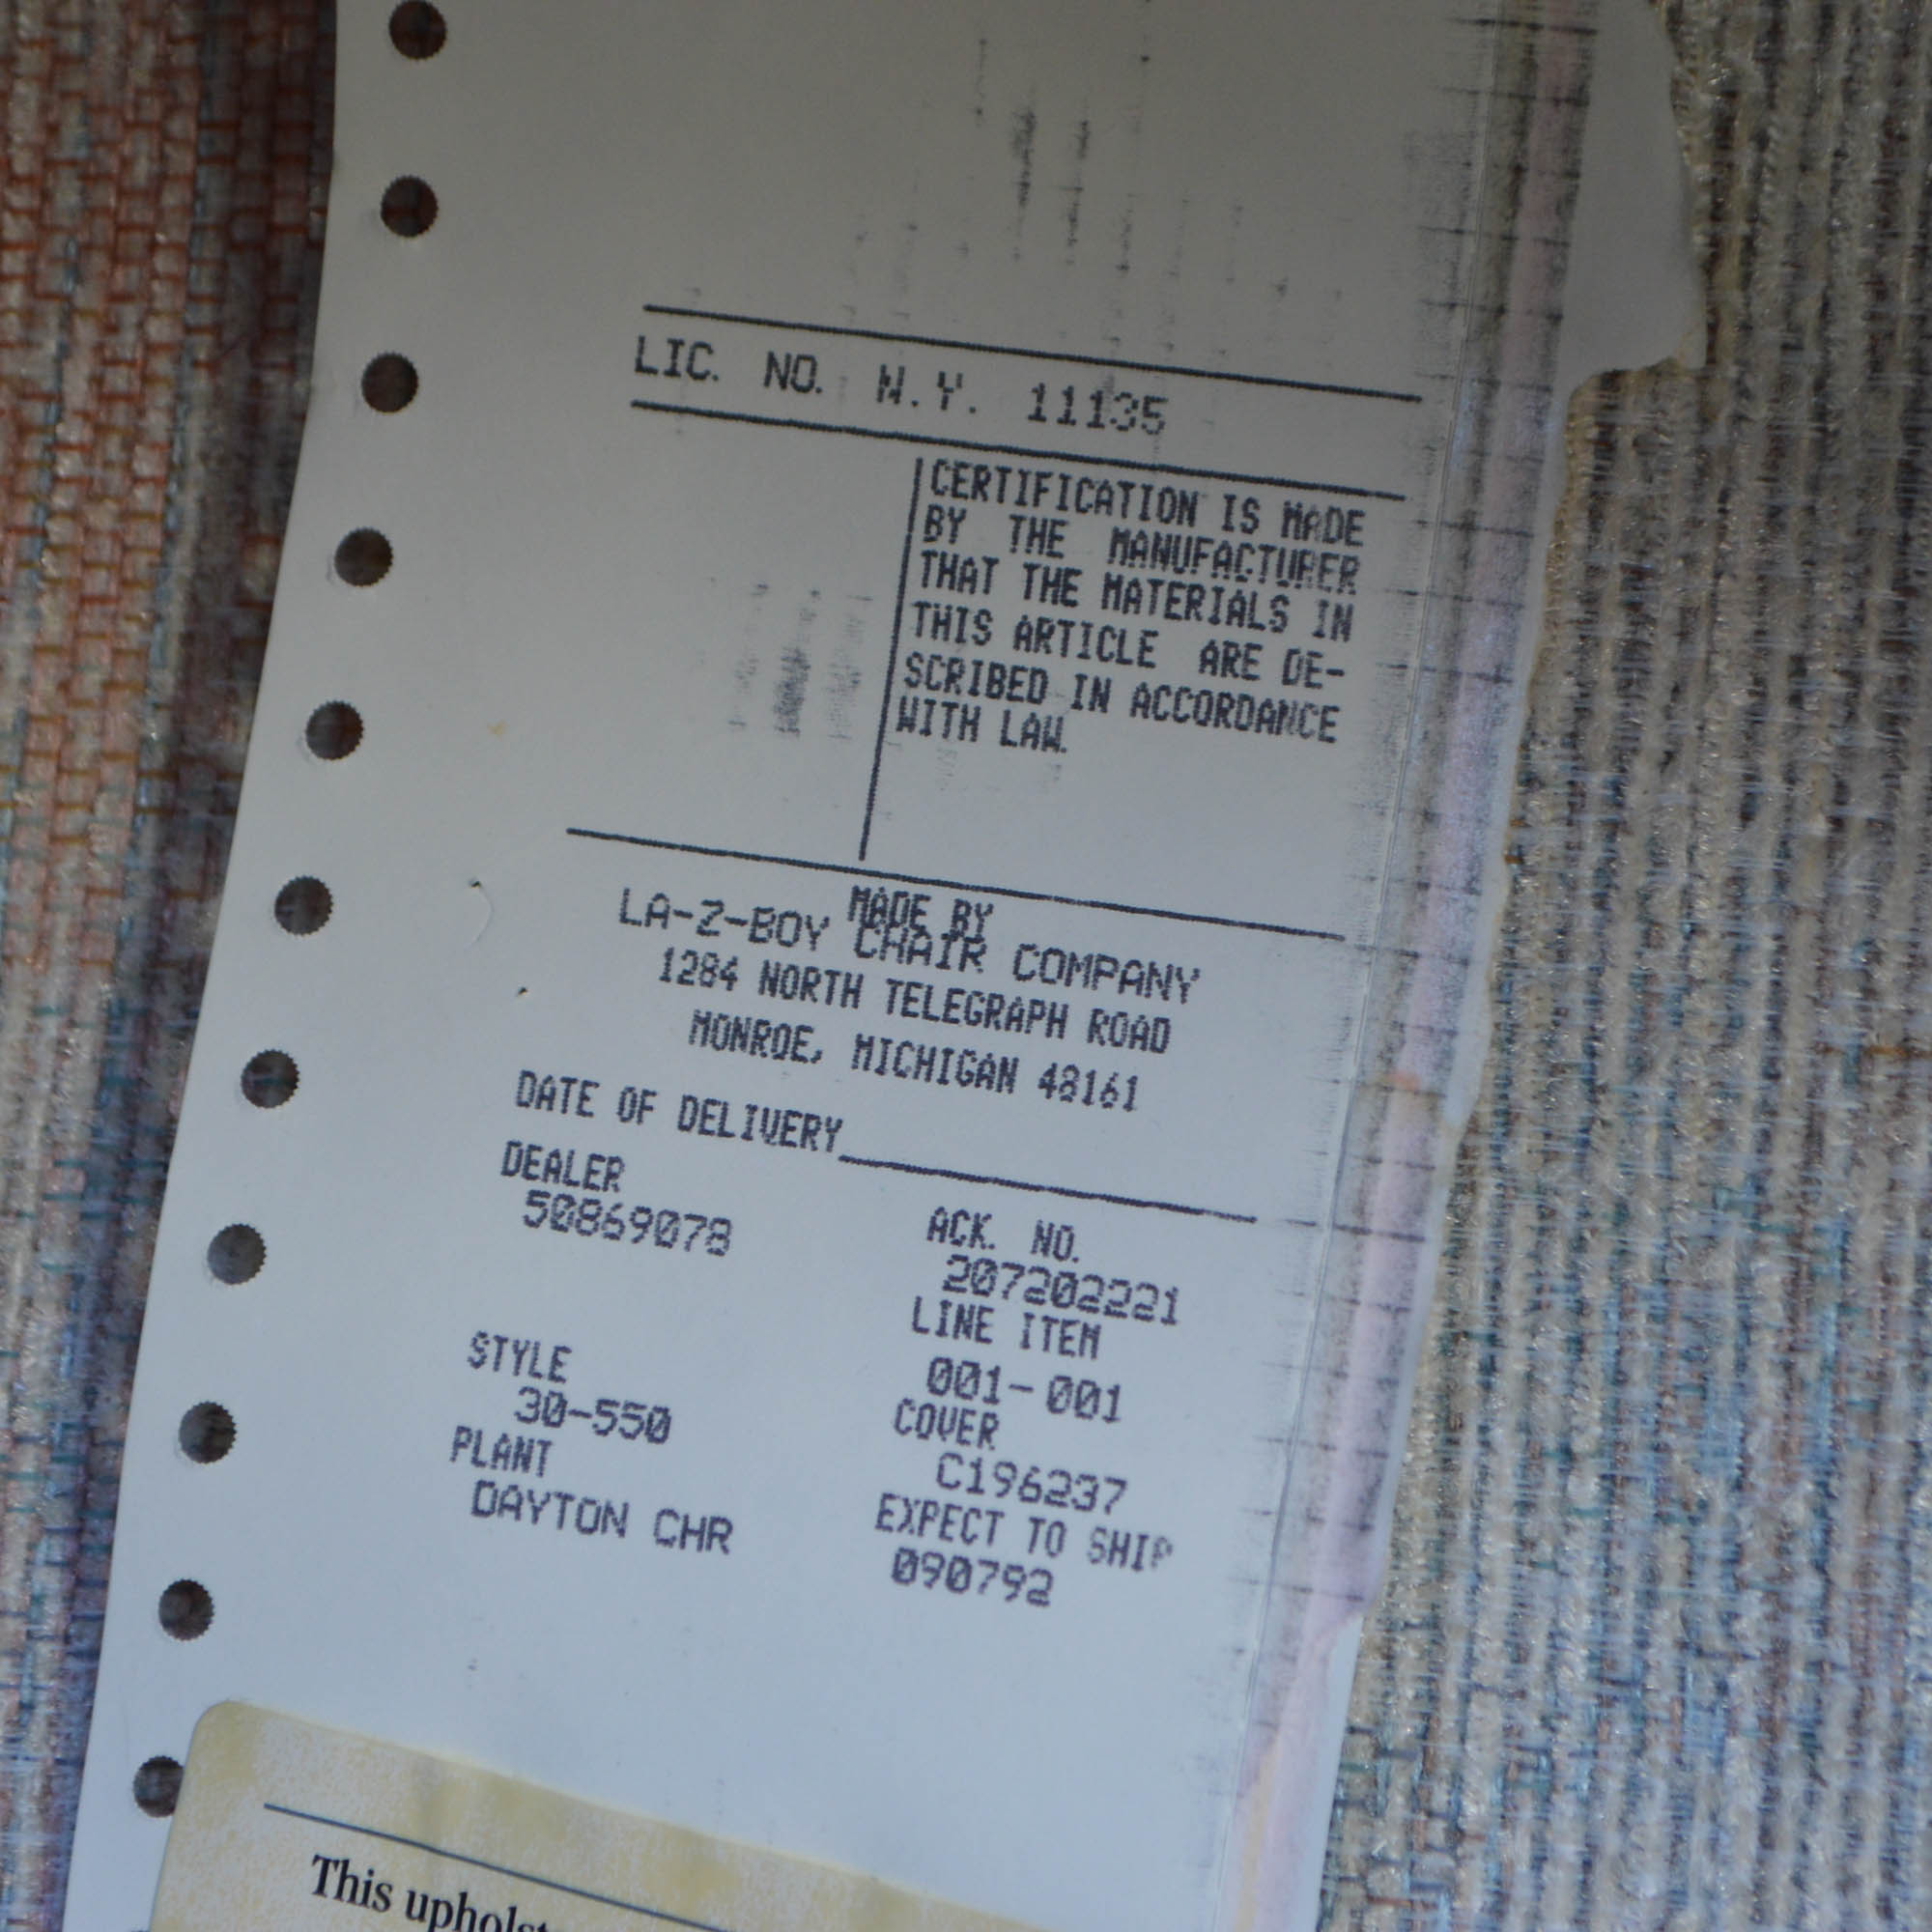 LIC. NO. N.Y. 11135
CERTIFICATION IS MADE
BY THE MANUFACTURER
THAT THE MATERIALS IN
THIS ARTICLE ARE DE-
SCRIBED IN ACCORDANCE
WITH LAW.
MADE BY
LA-Z-BOY CHAIR COMPANY
1284 NORTH TELEGRAPH ROAD
MONROE, MICHIGAN 48161
DATE OF DELIVERY
DEALER
50869078
ACK. NO.
207202221
LINE ITEM
001-001
STYLE
30-550
COVER
C196237
PLANT
DAYTON CHR
EXPECT TO SHIP
090792
This